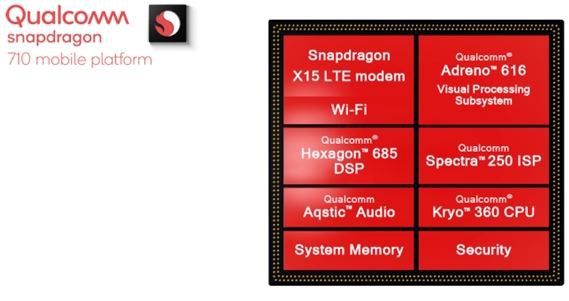 Qualcomm
snapdragon
710 mobile platform
Snapdragon
X15 LTE modem
Wi-Fi
Qualcomm®
Adreno™ 616
Visual Processing
Subsystem
Qualcomm®
Hexagon™ 685
DSP
Qualcomm
Spectra™ 250 ISP
Qualcomm
Aqstic™ Audio
Qualcomm®
Kryo™ 360 CPU
System Memory
Security